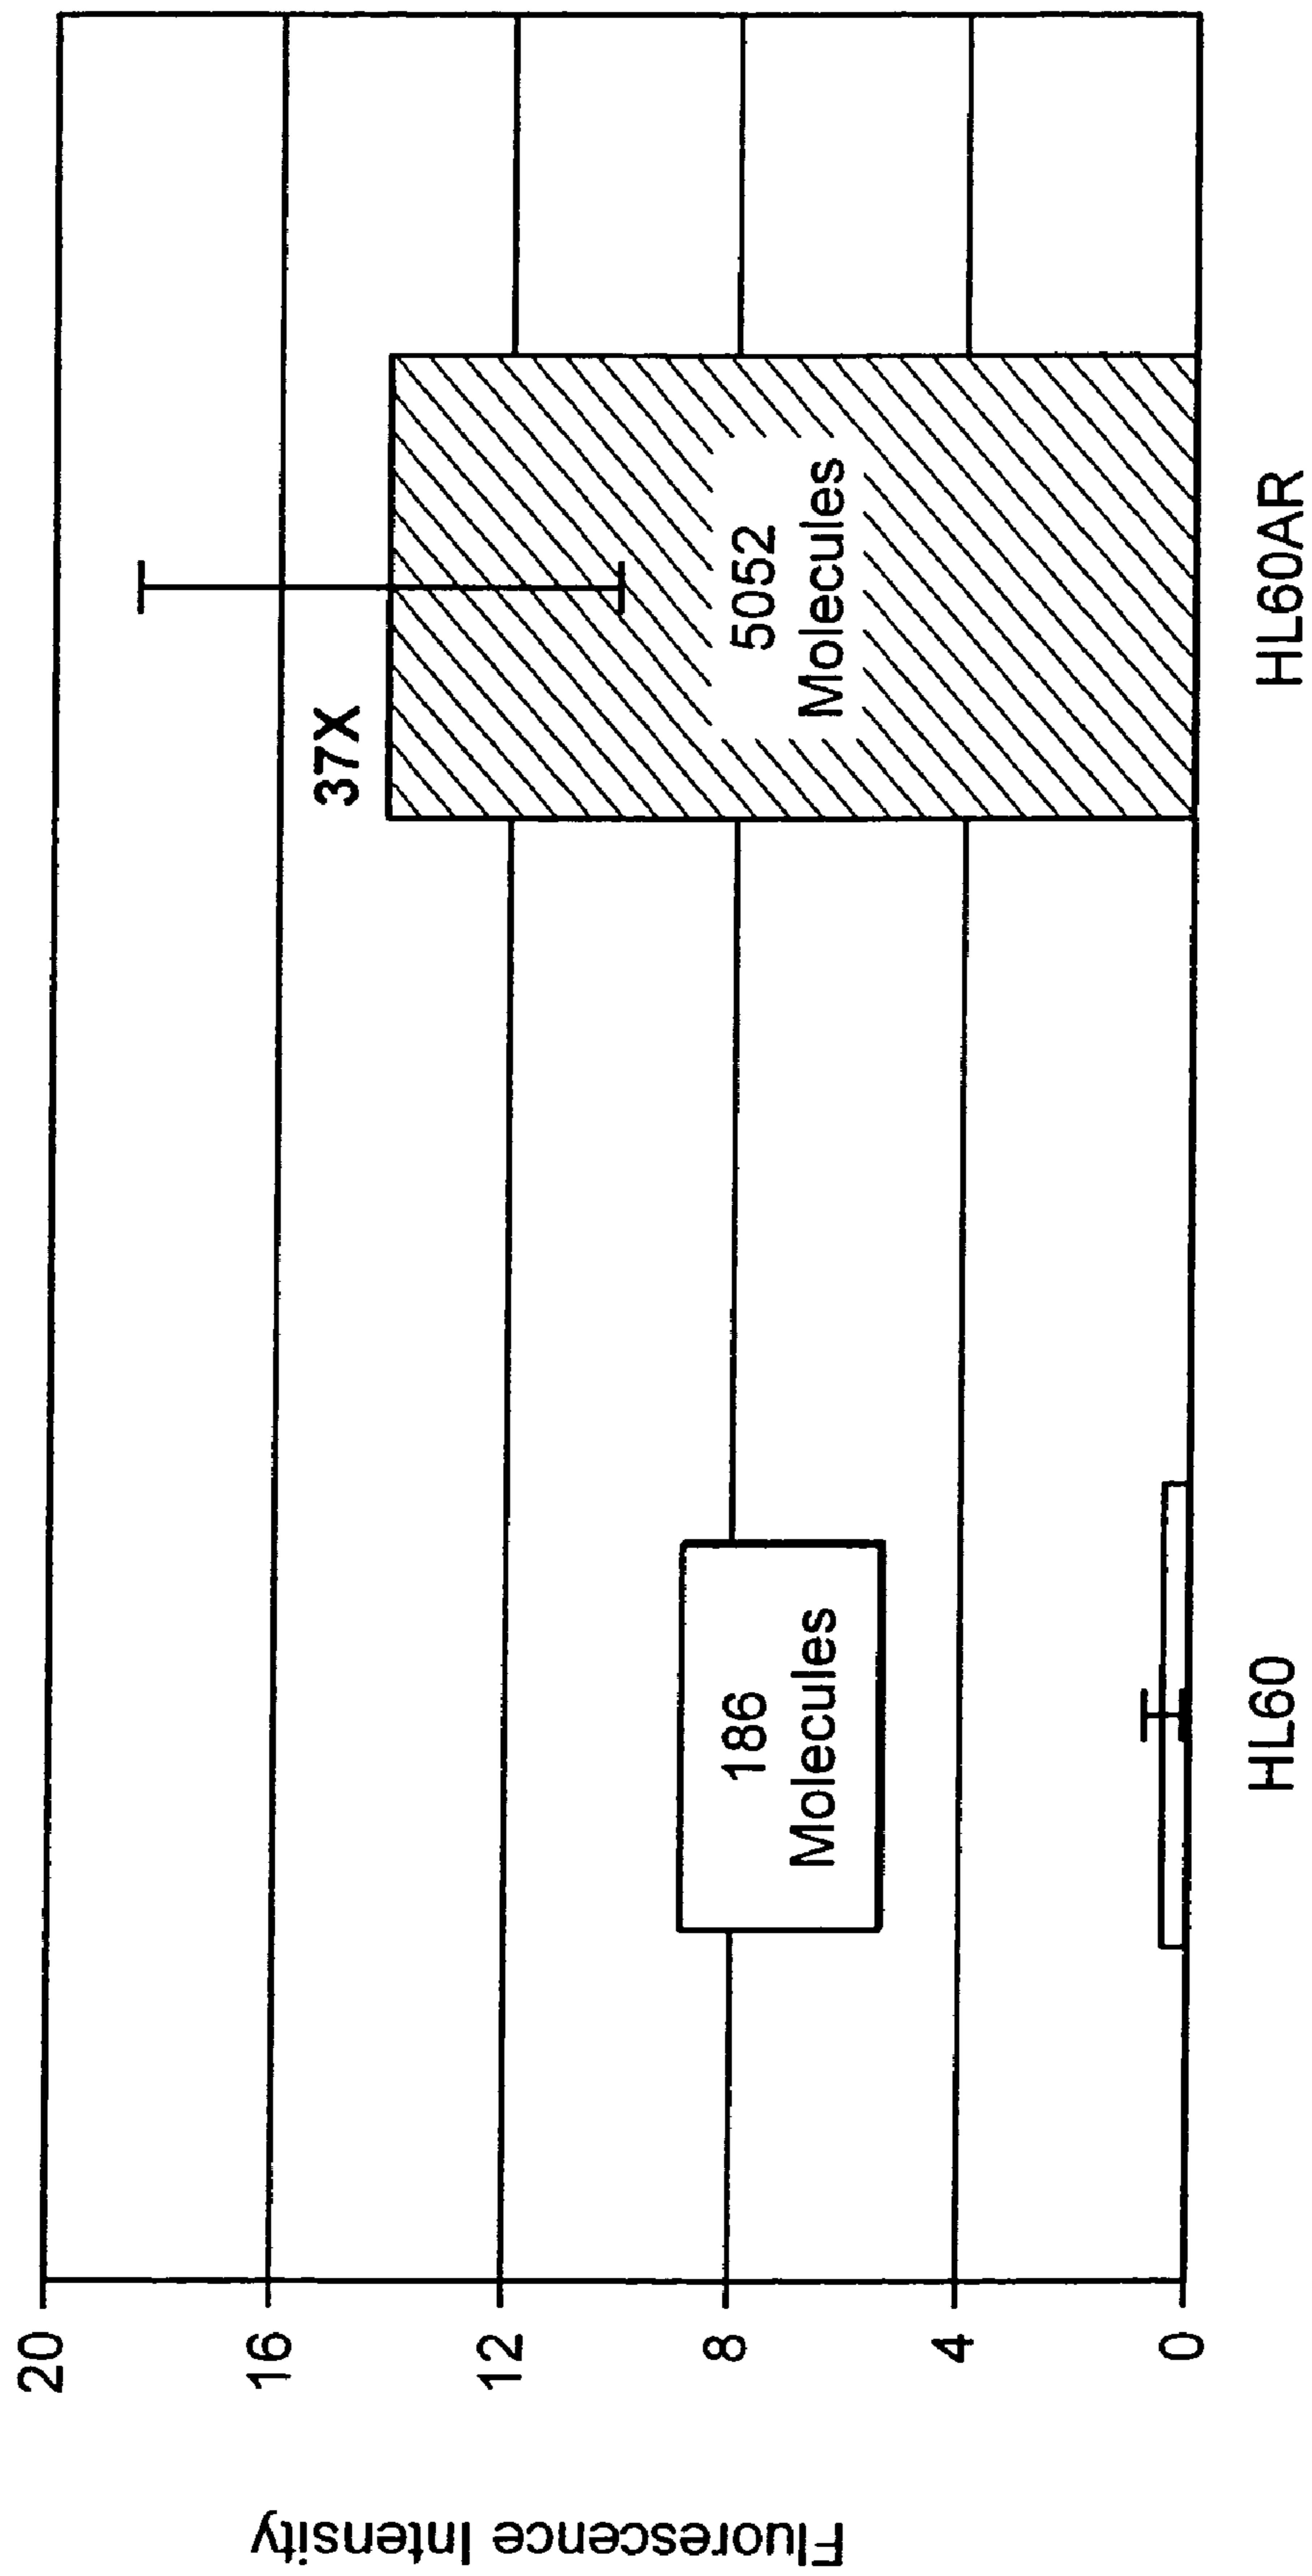 Fluorescence Intensity
20
16
12
8
4
0
186
Molecules
37X
5052
Molecules
HL60
HL60AR